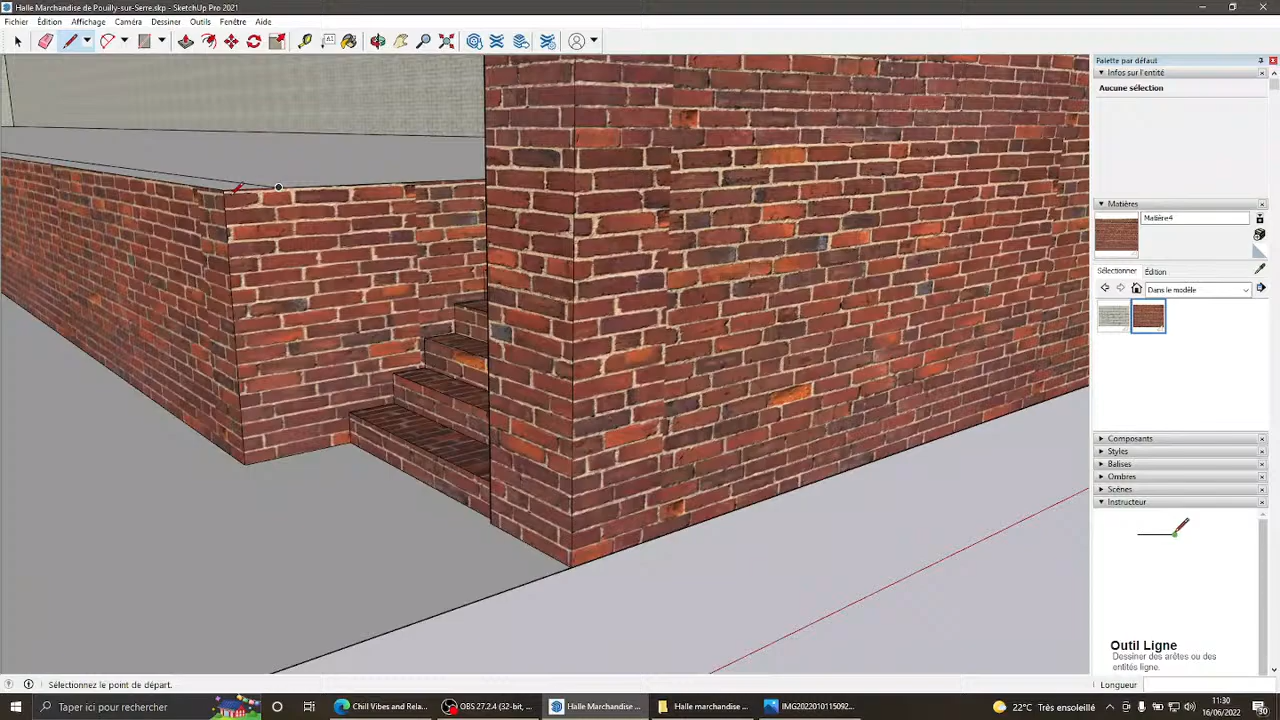 Halle Marchandise de Pouilly-sur-Serre.skp - SketchUp Pro 2021
Fichier Édition Affichage Caméra Dessiner Outils Fenêtre Aide
Palette par défaut
Infos sur l'entité
Aucune sélection
Matières
Matière4
Sélectionner Édition
Dans le modèle
Composants
Styles
Balises
Ombres
Scènes
Instructeur
Outil Ligne
Dessiner des arêtes ou des
entités ligne.
Sélectionnez le point de départ.
Longueur
Taper ici pour rechercher
Chill Vibes and Rela...
OBS 27.2.4 (32-bit, ...
Halle Marchandise ...
Halle marchandise ...
IMG2022010115092...
22°C Très ensoleillé
11:30
16/06/2022